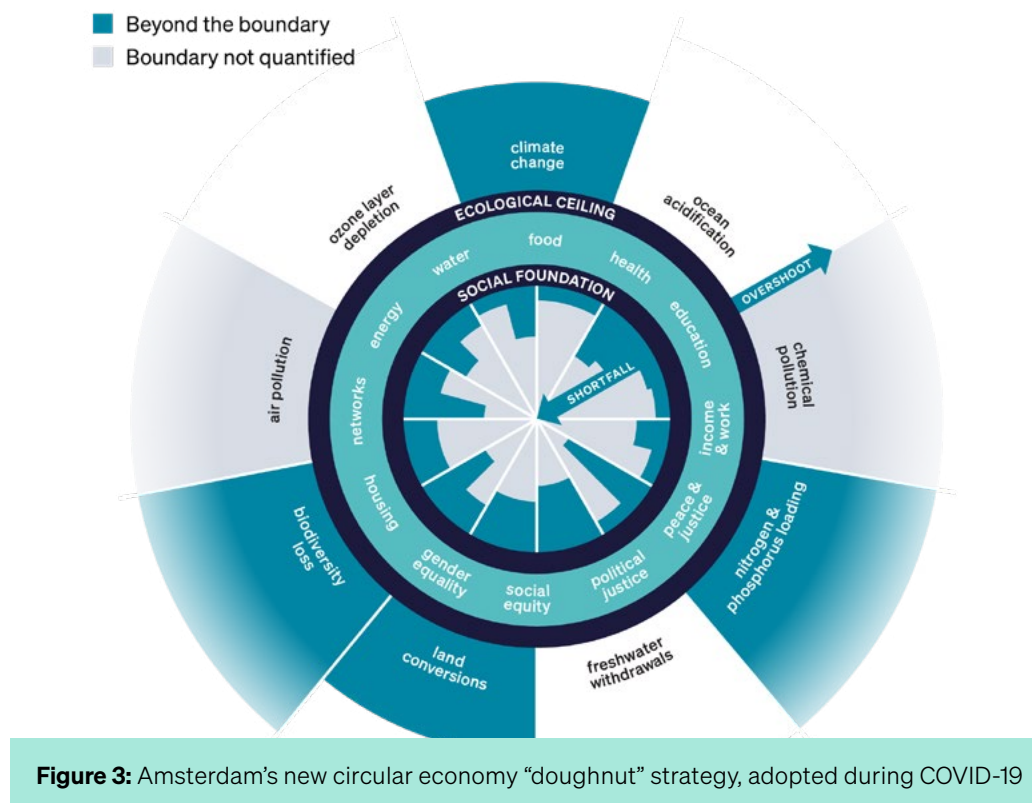 Beyond the boundary
Boundary not quantified
climate
change
ozone layer
depletion
ocean
acidification
ECOLOGICAL CEILING
water
food
health
SOCIAL FOUNDATION
energy
education
OVERSHOOT
SHORTFALL
air pollution
chemical
pollution
networks
income
& work
housing
peace &
justice
biodiversity
loss
nitrogen &
phosphorus loading
gender
equality
social
equity
political
justice
land
conversions
freshwater
withdrawals
Figure 3: Amsterdam's new circular economy “doughnut” strategy, adopted during COVID-19